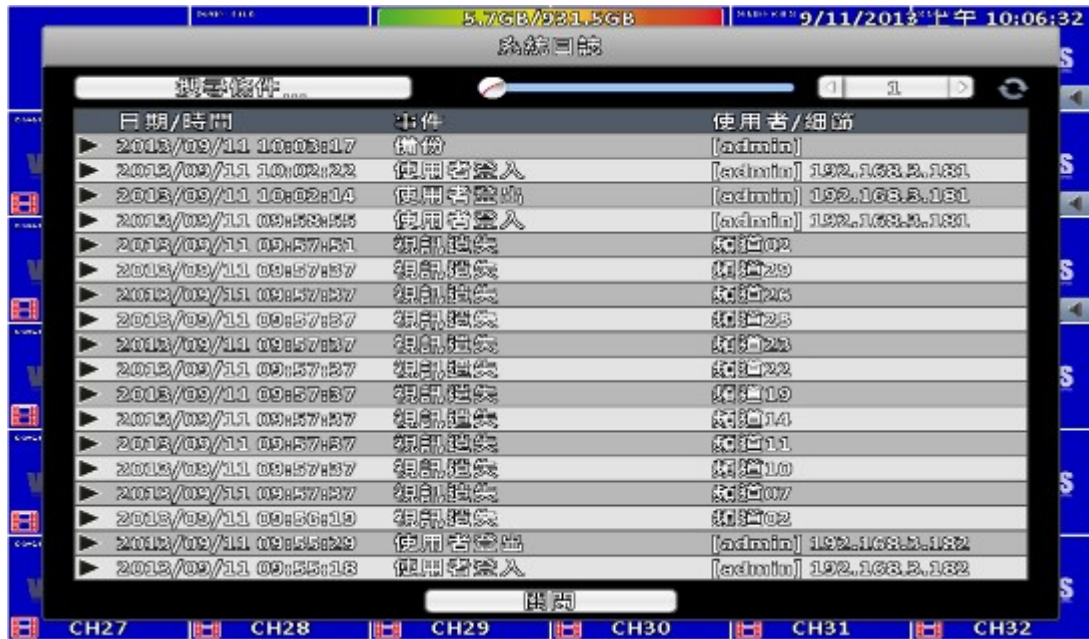 5.7GB/931.5GB
9/11/2013 上午 10:06:32
系統日誌
搜尋條件...
1
日期/時間 事件 使用者/細節
2013/09/11 10:03:17 備份 [admin]
2013/09/11 10:02:22 使用者登入 [admin] 192.168.3.181
2013/09/11 10:02:14 使用者登出 [admin] 192.168.3.181
2013/09/11 09:58:55 使用者登入 [admin] 192.168.3.181
2013/09/11 09:57:51 視訊遺失 頻道02
2013/09/11 09:57:37 視訊遺失 頻道29
2013/09/11 09:57:37 視訊遺失 頻道26
2013/09/11 09:57:37 視訊遺失 頻道25
2013/09/11 09:57:37 視訊遺失 頻道23
2013/09/11 09:57:37 視訊遺失 頻道22
2013/09/11 09:57:37 視訊遺失 頻道19
2013/09/11 09:57:37 視訊遺失 頻道14
2013/09/11 09:57:37 視訊遺失 頻道11
2013/09/11 09:57:37 視訊遺失 頻道10
2013/09/11 09:57:37 視訊遺失 頻道07
2013/09/11 09:56:19 視訊遺失 頻道02
2013/09/11 09:55:29 使用者登出 [admin] 192.168.3.182
2013/09/11 09:55:18 使用者登入 [admin] 192.168.3.182
關閉
CH27 CH28 CH29 CH30 CH31 CH32